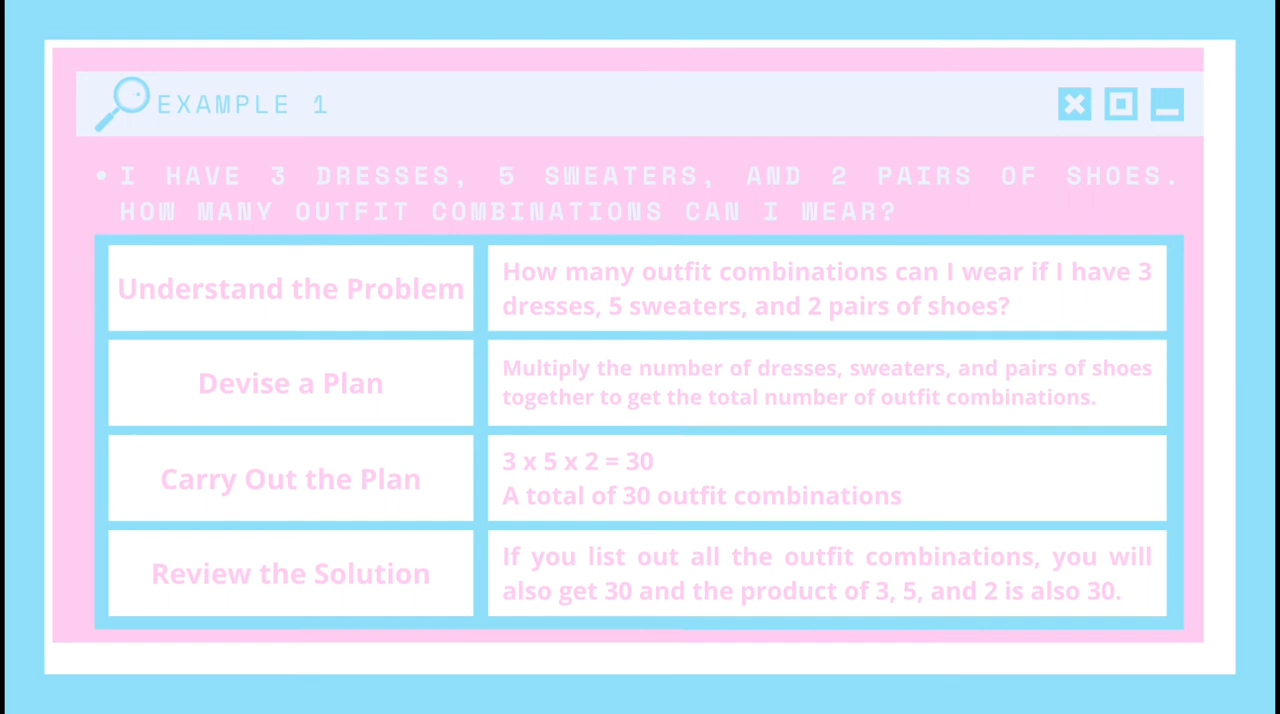 EXAMPLE 1
• I HAVE 3 DRESSES, 5 SWEATERS, AND 2 PAIRS OF SHOES.
HOW MANY OUTFIT COMBINATIONS CAN I WEAR?
Understand the Problem
How many outfit combinations can I wear if I have 3
dresses, 5 sweaters, and 2 pairs of shoes?
Devise a Plan
Multiply the number of dresses, sweaters, and pairs of shoes
together to get the total number of outfit combinations.
Carry Out the Plan
3 x 5 x 2 = 30
A total of 30 outfit combinations
Review the Solution
If you list out all the outfit combinations, you will
also get 30 and the product of 3, 5, and 2 is also 30.